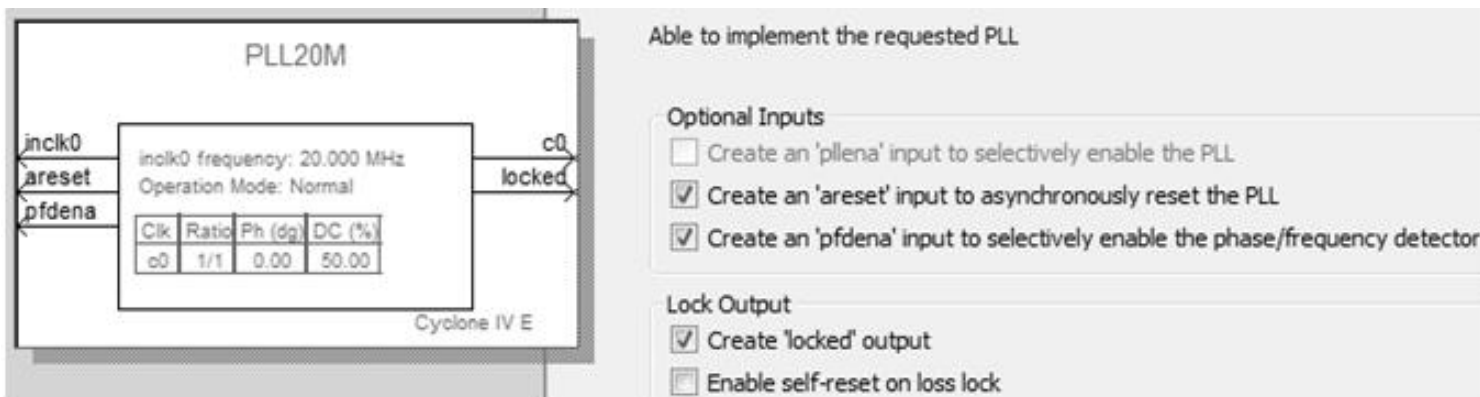 PLL20M
inclk0
areset
pfdena
inclk0 frequency: 20.000 MHz
Operation Mode: Normal
Clk Ratio Ph (dg) DC (%)
c0 1/1 0.00 50.00
c0
locked
Cyclone IV E
Able to implement the requested PLL
Optional Inputs
Create an 'pllena' input to selectively enable the PLL
Create an 'areset' input to asynchronously reset the PLL
Create an 'pfdena' input to selectively enable the phase/frequency detector
Lock Output
Create 'locked' output
Enable self-reset on loss lock